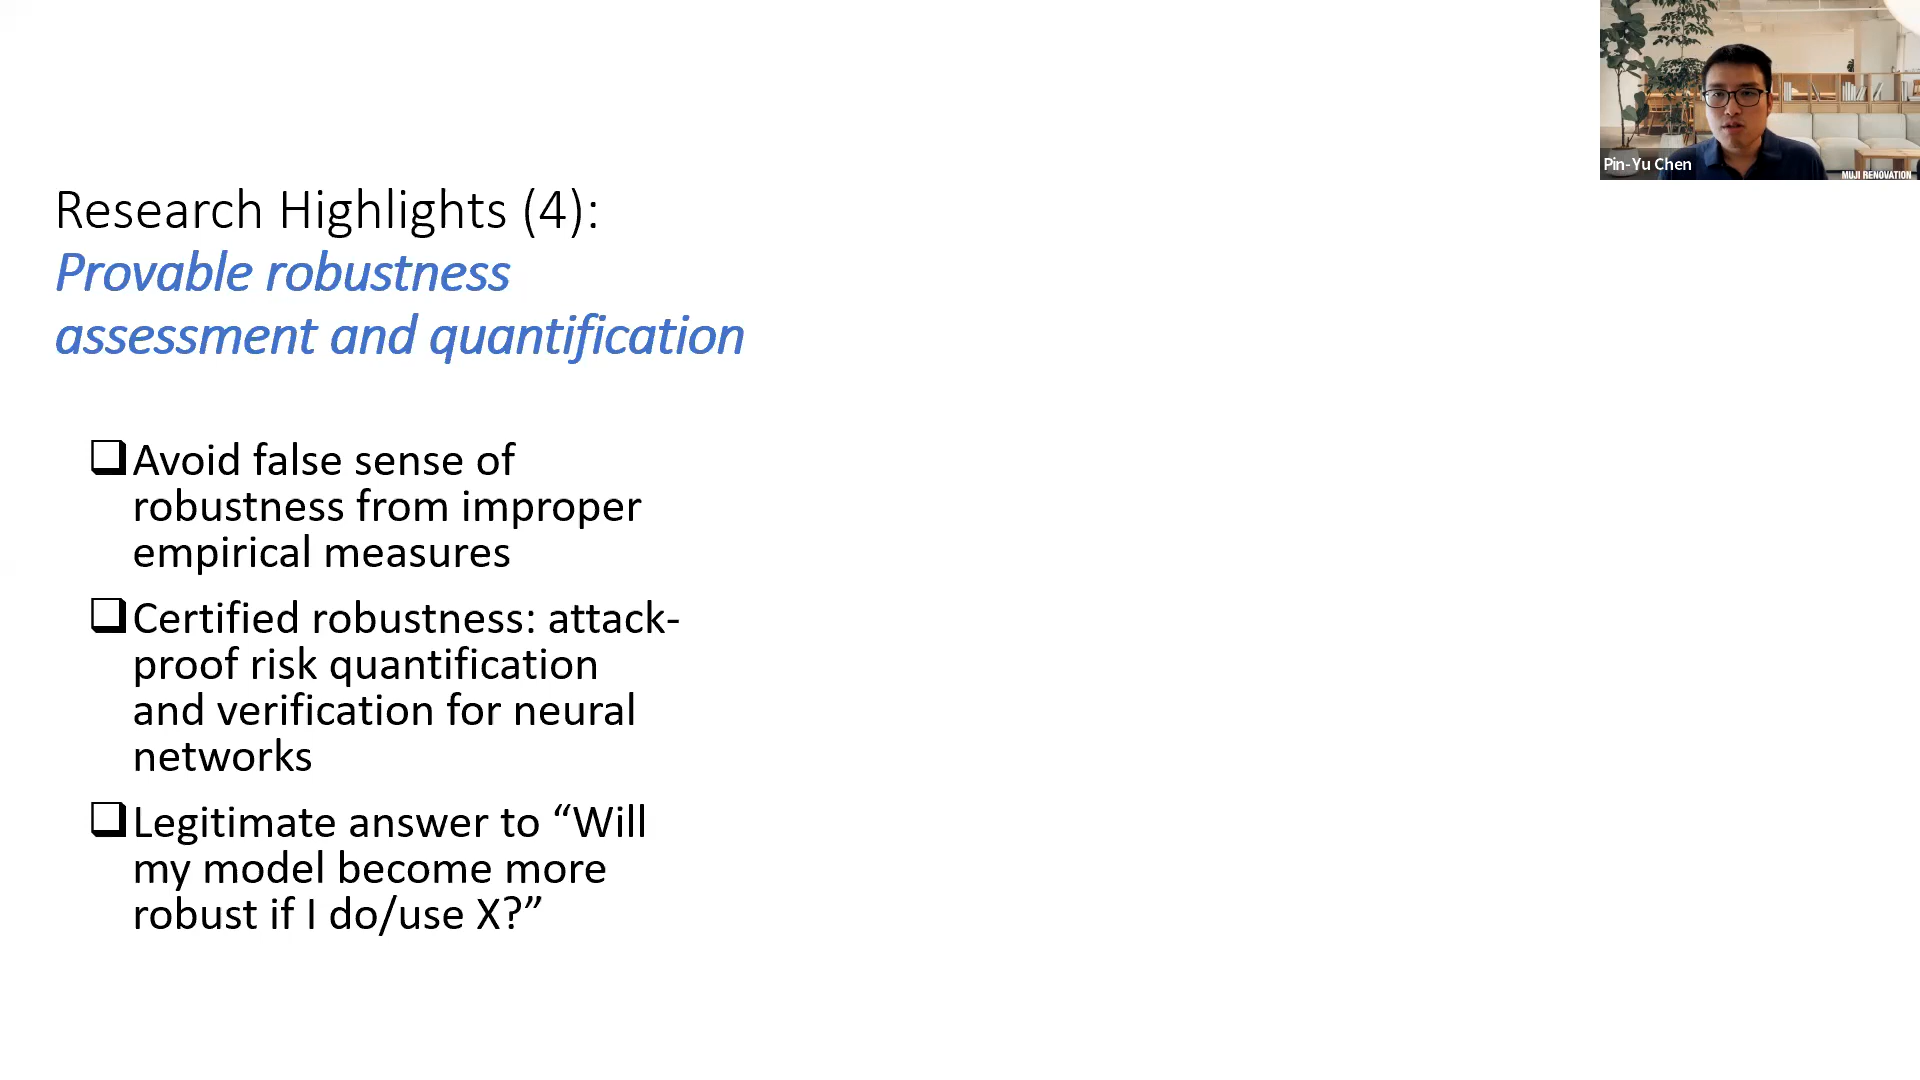 Research Highlights (4):
Provable robustness
assessment and quantification
Avoid false sense of
robustness from improper
empirical measures
Certified robustness: attack-
proof risk quantification
and verification for neural
networks
Legitimate answer to “Will
my model become more
robust if I do/use X?”
Pin-Yu Chen
MUJI RENOVATION